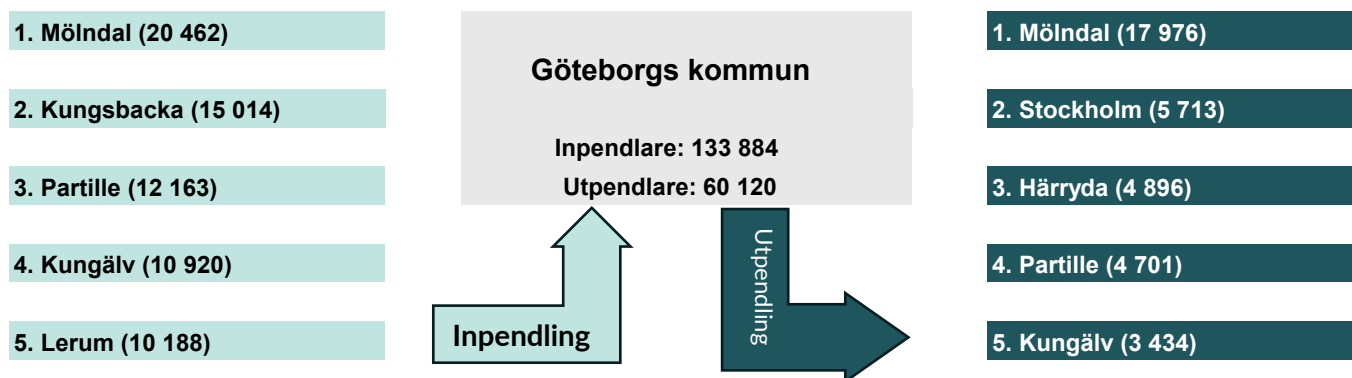 1. Mölndal (20 462)
2. Kungsbacka (15 014)
3. Partille (12 163)
4. Kungälv (10 920)
5. Lerum (10 188)
Göteborgs kommun
Inpendlare: 133 884
Utpendlare: 60 120
Inpendling
Utpendling
1. Mölndal (17 976)
2. Stockholm (5 713)
3. Härryda (4 896)
4. Partille (4 701)
5. Kungälv (3 434)